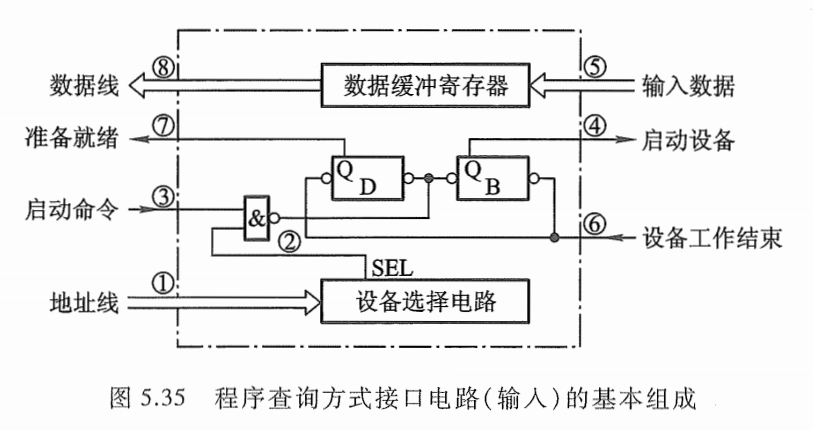 ⑧ ⑤
数据线 数据缓冲寄存器 输入数据
准备就绪 ⑦ ④ 启动设备
Q D Q B
启动命令 ③ & ② ⑥ 设备工作结束
SEL
地址线 ① 设备选择电路
图 5.35 程序查询方式接口电路(输入)的基本组成